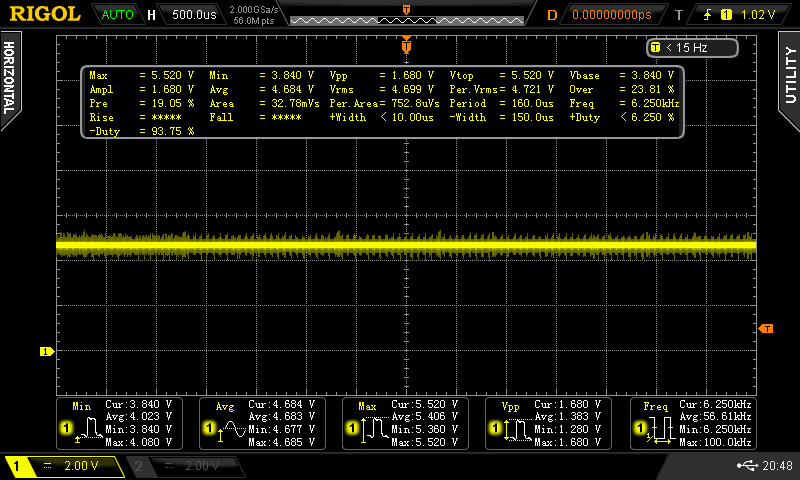 RIGOL AUTO H 500.0us 2.000GSa/s 56.0M pts D 0.00000000ps T 1 1.02 V
HORIZONTAL
UTILITY
T
T < 15 Hz
Max = 5.520 V Min = 3.840 V Vpp = 1.680 V Vtop = 5.520 V Vbase = 3.840 V
Ampl = 1.680 V Avg = 4.684 V Vrms = 4.699 V Per.Vrms= 4.721 V Over = 23.81 %
Pre = 19.05 % Area = 32.78mVs Per.Area= 752.8uVs Period = 160.0us Freq = 6.250kHz
Rise = ***** Fall = ***** +Width < 10.00us -Width = 150.0us +Duty < 6.250 %
-Duty = 93.75 %
T
1
Min Cur:3.840 V Avg:4.023 V Min:3.840 V Max:4.080 V
1
Avg Cur:4.684 V Avg:4.683 V Min:4.677 V Max:4.685 V
1
Max Cur:5.520 V Avg:5.406 V Min:5.360 V Max:5.520 V
1
Vpp Cur:1.680 V Avg:1.383 V Min:1.280 V Max:1.680 V
1
Freq Cur:6.250kHz Avg:56.61kHz Min:6.250kHz Max:100.0kHz
1
1 2.00 V 2 2.00 V 20:48